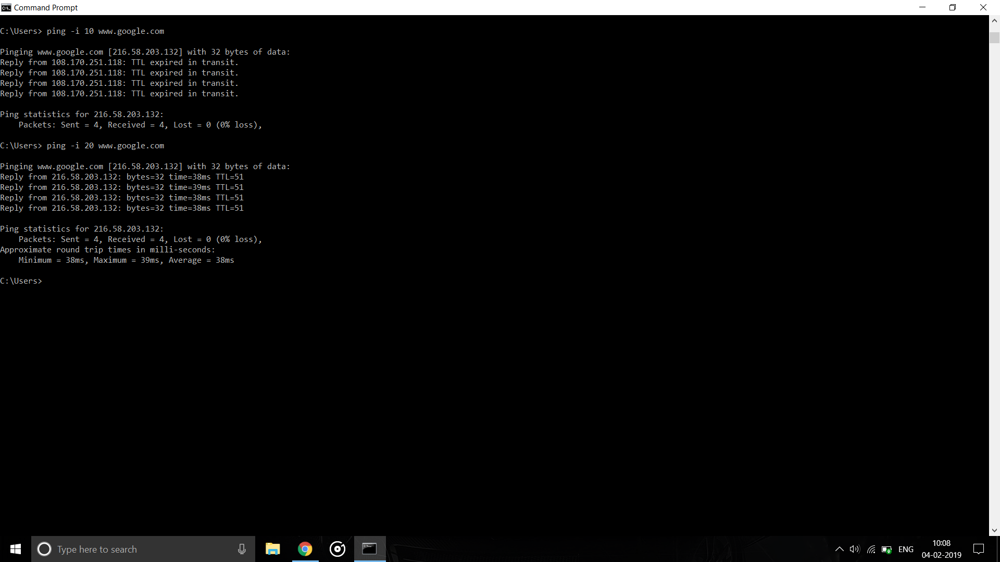 Command Prompt
C:\Users> ping -i 10 www.google.com
Pinging www.google.com [216.58.203.132] with 32 bytes of data:
Reply from 108.170.251.118: TTL expired in transit.
Reply from 108.170.251.118: TTL expired in transit.
Reply from 108.170.251.118: TTL expired in transit.
Reply from 108.170.251.118: TTL expired in transit.
Ping statistics for 216.58.203.132:
    Packets: Sent = 4, Received = 4, Lost = 0 (0% loss),
C:\Users> ping -i 20 www.google.com
Pinging www.google.com [216.58.203.132] with 32 bytes of data:
Reply from 216.58.203.132: bytes=32 time=38ms TTL=51
Reply from 216.58.203.132: bytes=32 time=39ms TTL=51
Reply from 216.58.203.132: bytes=32 time=38ms TTL=51
Reply from 216.58.203.132: bytes=32 time=38ms TTL=51
Ping statistics for 216.58.203.132:
    Packets: Sent = 4, Received = 4, Lost = 0 (0% loss),
Approximate round trip times in milli-seconds:
    Minimum = 38ms, Maximum = 39ms, Average = 38ms
C:\Users>
Type here to search
ENG
10:08
04-02-2019